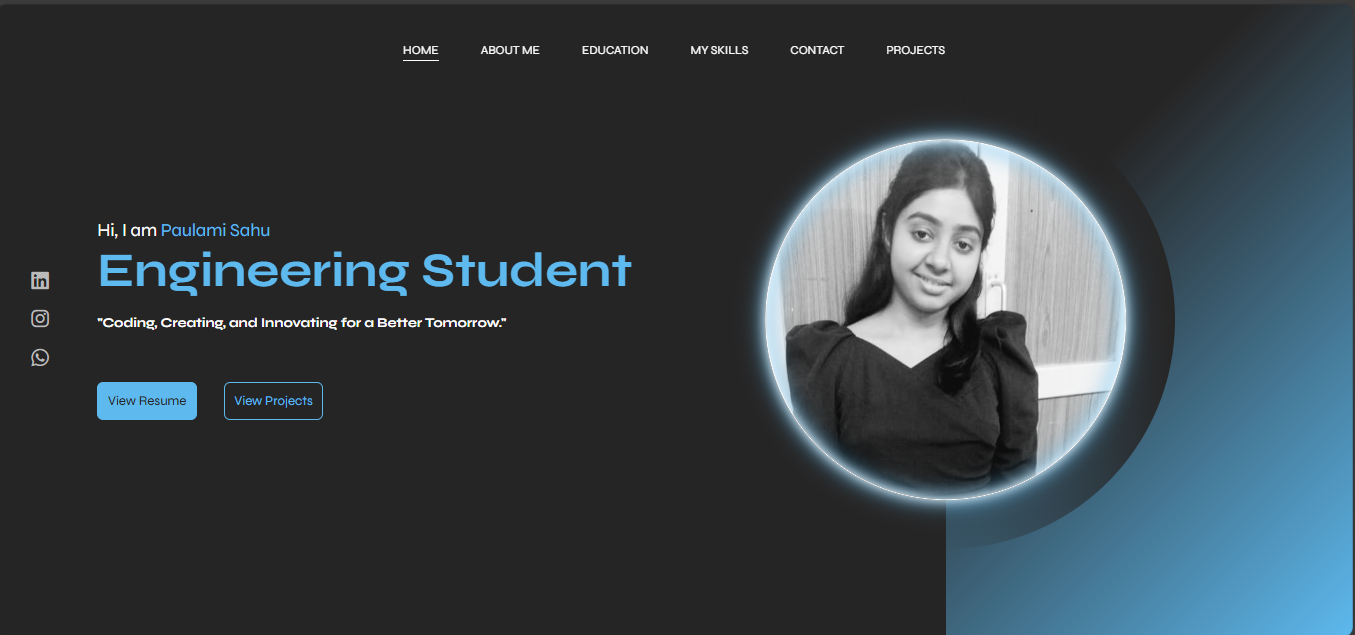 HOME ABOUT ME EDUCATION MY SKILLS CONTACT PROJECTS
Hi, I am Paulami Sahu
Engineering Student
"Coding, Creating, and Innovating for a Better Tomorrow."
View Resume View Projects